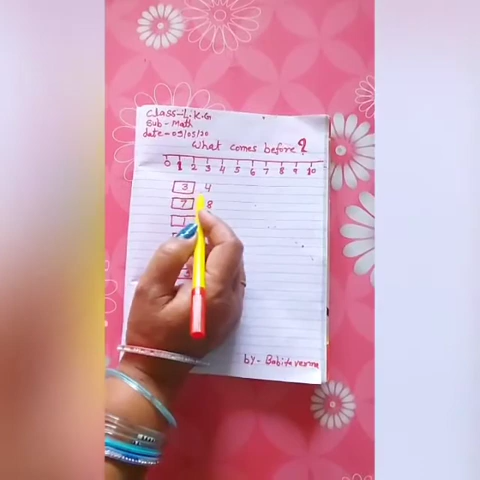 Class-L.K.G
Sub-Math
date-09/05/20
What comes before?
0 1 2 3 4 5 6 7 8 9 10
3 4
7 8
1
by- Babita verma